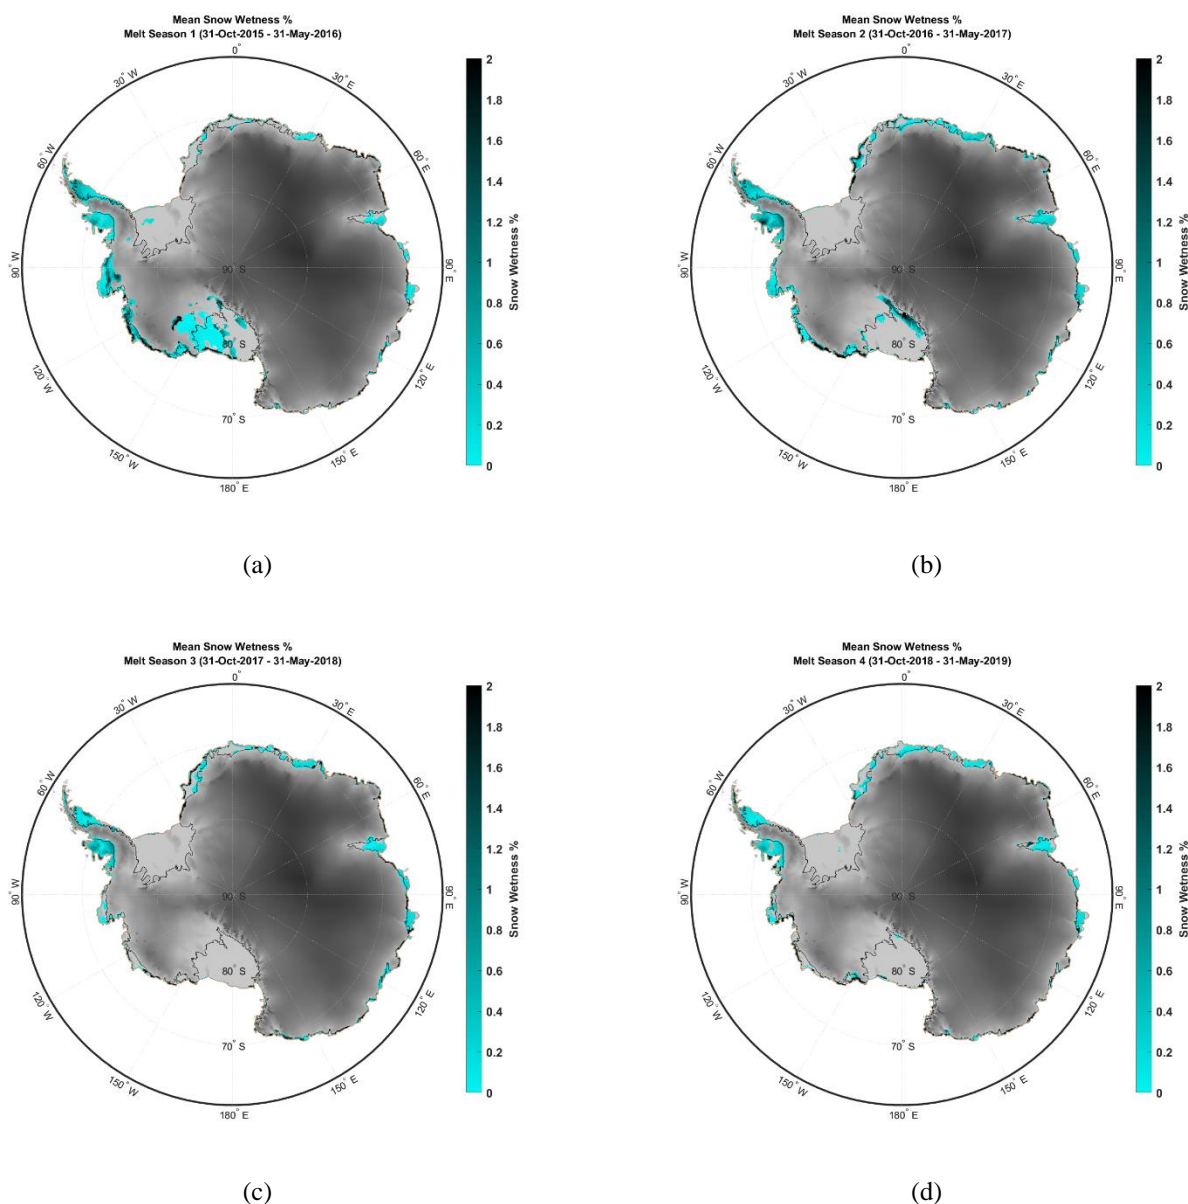 Mean Snow Wetness %
Melt Season 1 (31-Oct-2015 - 31-May-2016)
0°
30° W
30° E
60° W
60° E
90° W
90° S
90° E
80° S
120° W
70° S
120° E
150° W
150° E
180° E
2
1.8
1.6
1.4
1.2
1
0.8
0.6
0.4
0.2
0
Snow Wetness %
(a)
Mean Snow Wetness %
Melt Season 2 (31-Oct-2016 - 31-May-2017)
0°
30° W
30° E
60° W
60° E
90° W
90° S
90° E
80° S
120° W
70° S
120° E
150° W
150° E
180° E
2
1.8
1.6
1.4
1.2
1
0.8
0.6
0.4
0.2
0
Snow Wetness %
(b)
Mean Snow Wetness %
Melt Season 3 (31-Oct-2017 - 31-May-2018)
0°
30° W
30° E
60° W
60° E
90° W
90° S
90° E
80° S
120° W
70° S
120° E
150° W
150° E
180° E
2
1.8
1.6
1.4
1.2
1
0.8
0.6
0.4
0.2
0
Snow Wetness %
(c)
Mean Snow Wetness %
Melt Season 4 (31-Oct-2018 - 31-May-2019)
0°
30° W
30° E
60° W
60° E
90° W
90° S
90° E
80° S
120° W
70° S
120° E
150° W
150° E
180° E
2
1.8
1.6
1.4
1.2
1
0.8
0.6
0.4
0.2
0
Snow Wetness %
(d)